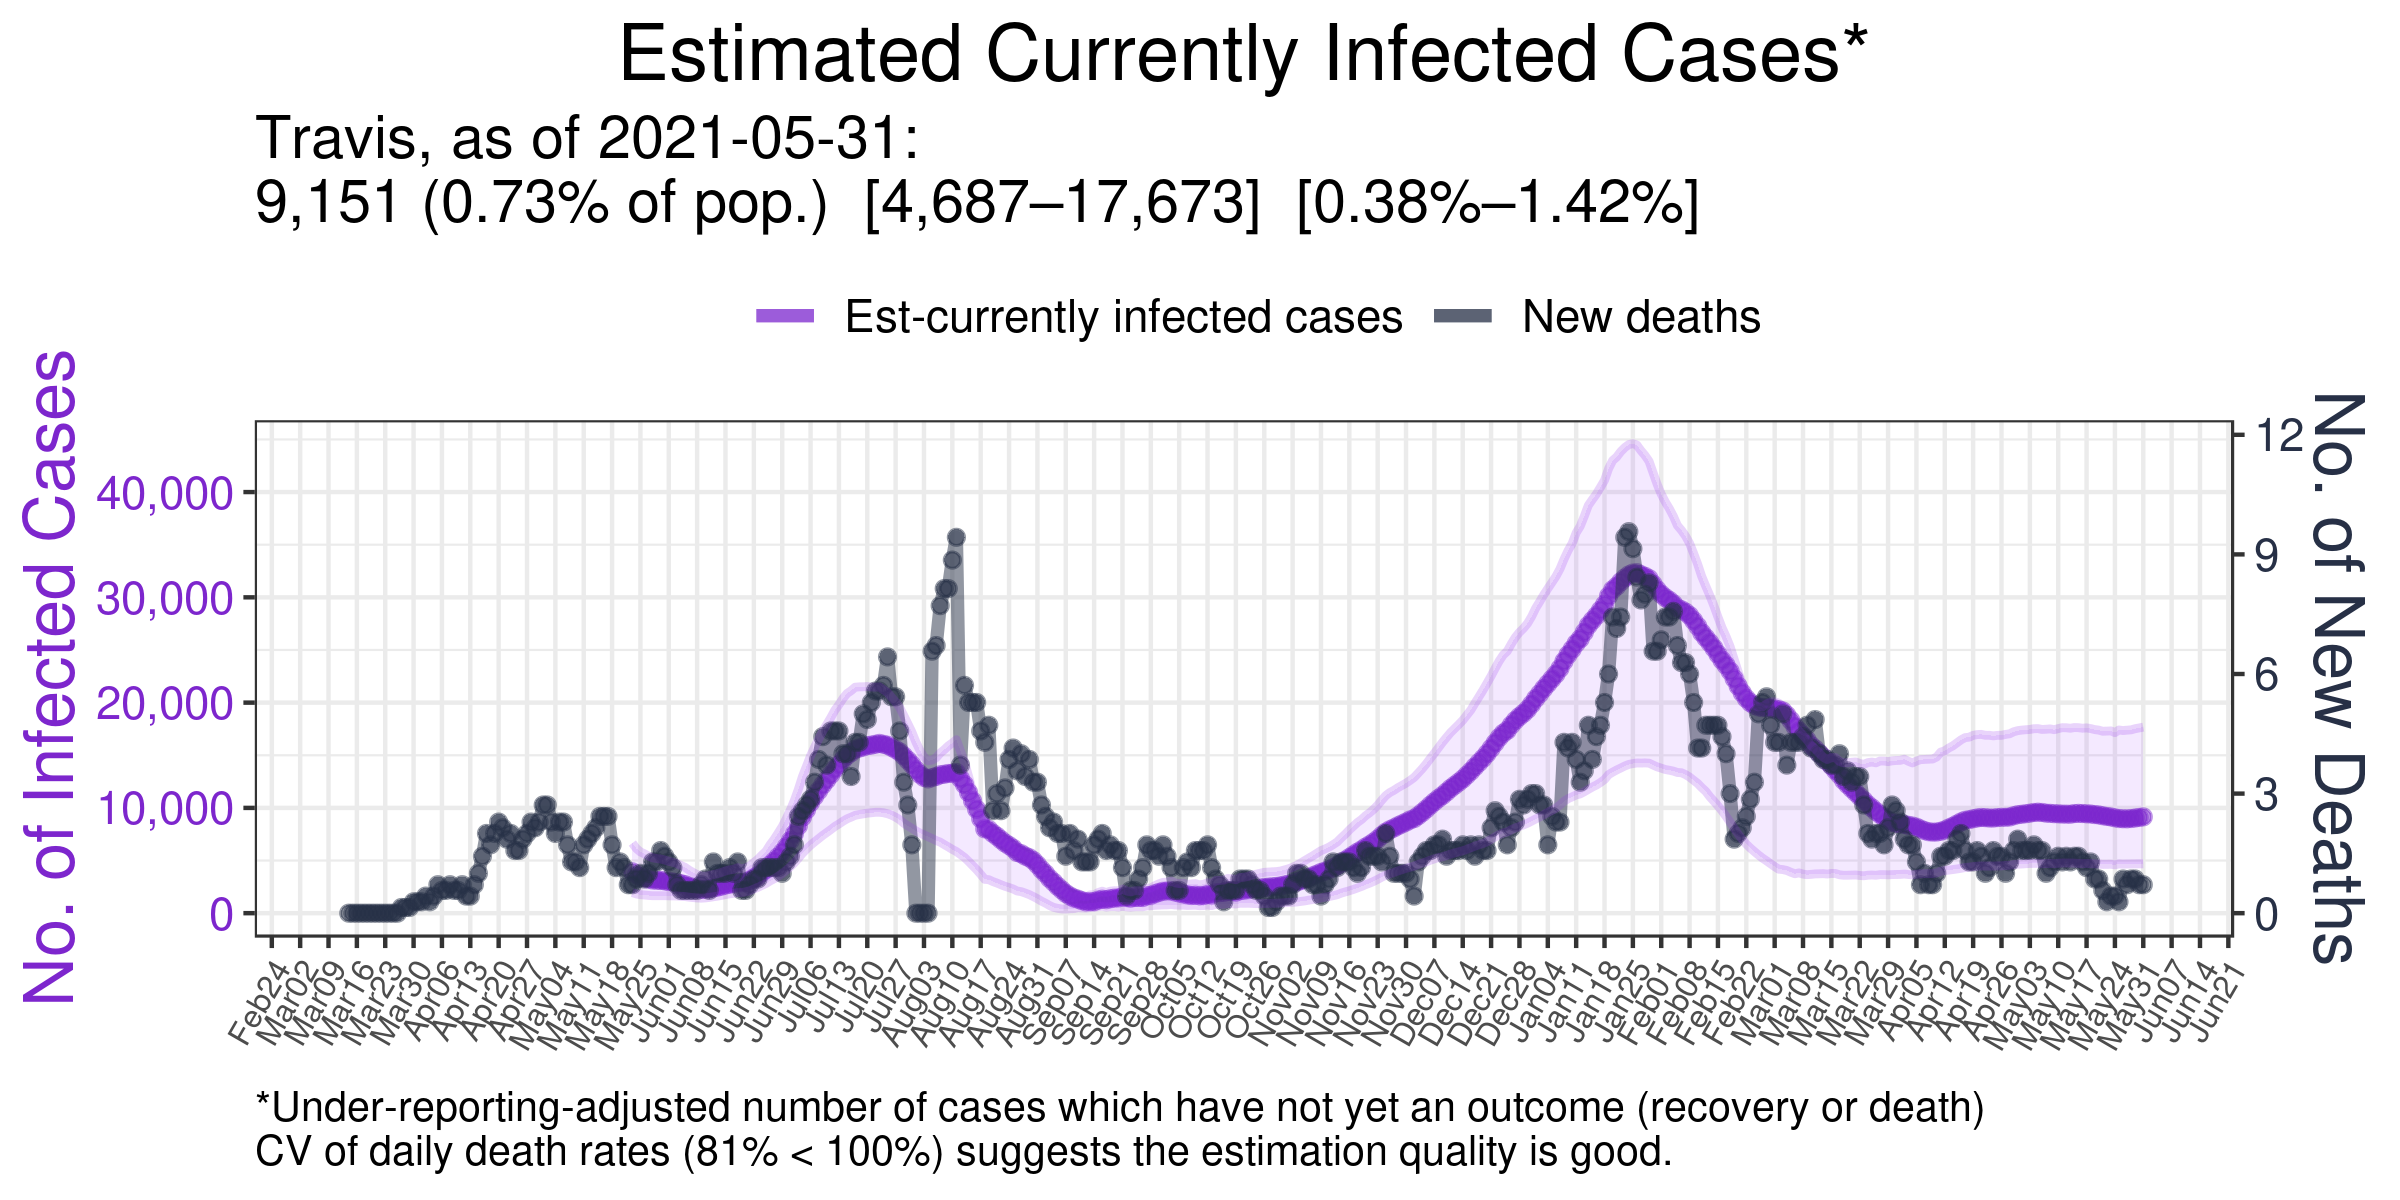 Estimated Currently Infected Cases*
Travis, as of 2021-05-31:
9,151 (0.73% of pop.)  [4,687–17,673]  [0.38%–1.42%]
Est-currently infected cases
New deaths
No. of Infected Cases
40,000
30,000
20,000
10,000
0
12
9
6
3
0
No. of New Deaths
Feb24
Mar02
Mar09
Mar16
Mar23
Mar30
Apr06
Apr13
Apr20
Apr27
May04
May11
May18
May25
Jun01
Jun08
Jun15
Jun22
Jun29
Jul06
Jul13
Jul20
Jul27
Aug03
Aug10
Aug17
Aug24
Aug31
Sep07
Sep14
Sep21
Sep28
Oct05
Oct12
Oct19
Oct26
Nov02
Nov09
Nov16
Nov23
Nov30
Dec07
Dec14
Dec21
Dec28
Jan04
Jan11
Jan18
Jan25
Feb01
Feb08
Feb15
Feb22
Mar01
Mar08
Mar15
Mar22
Mar29
Apr05
Apr12
Apr19
Apr26
May03
May10
May17
May24
May31
Jun07
Jun14
Jun21
*Under-reporting-adjusted number of cases which have not yet an outcome (recovery or death)
CV of daily death rates (81% < 100%) suggests the estimation quality is good.